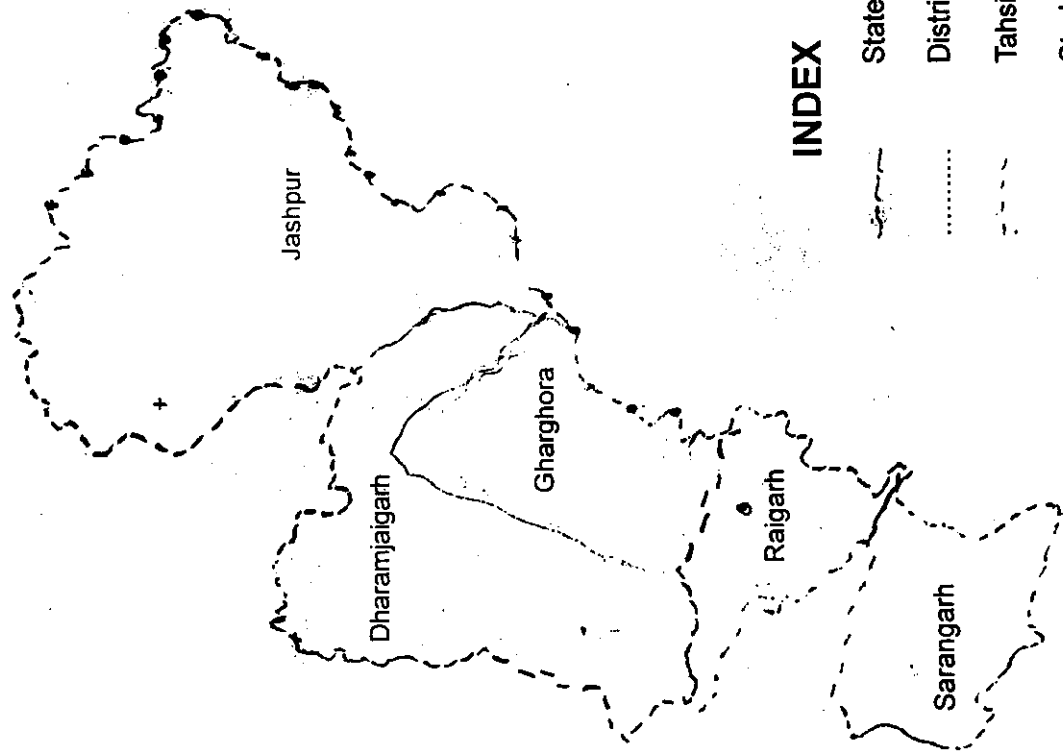 Jashpur
Dharamjaigarh
Gharghora
Raigarh
Sarangarh
INDEX
State
Distri
Tahsi